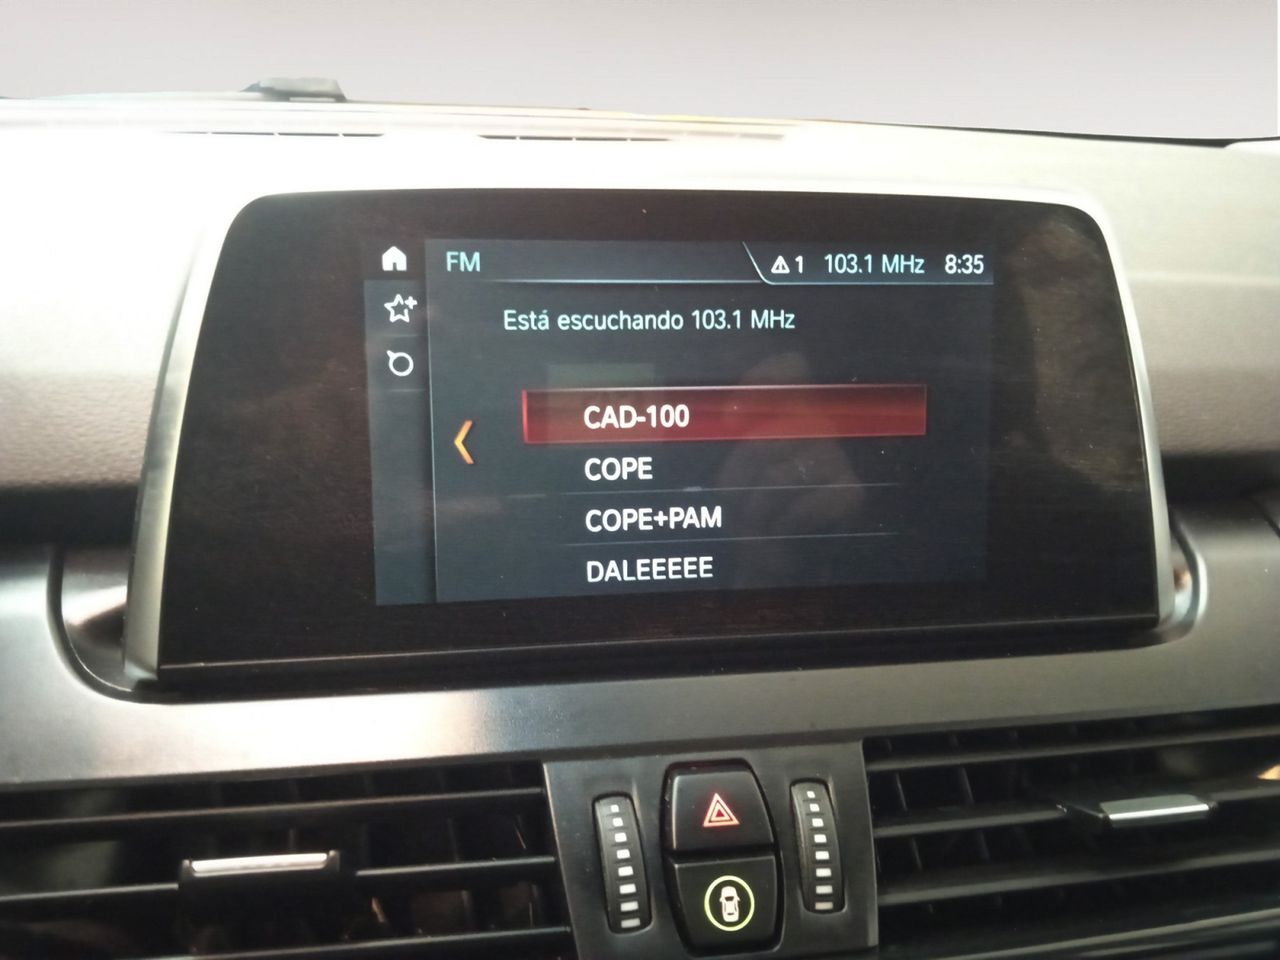 FM
1 103.1 MHz 8:35
Está escuchando 103.1 MHz
CAD-100
COPE
COPE+PAM
DALEEEEE